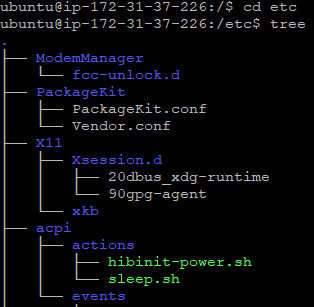 ubuntu@ip-172-31-37-226:/$ cd etc
ubuntu@ip-172-31-37-226:/etc$ tree
.
├── ModemManager
│   └── fcc-unlock.d
├── PackageKit
│   ├── PackageKit.conf
│   └── Vendor.conf
├── X11
│   ├── Xsession.d
│   │   ├── 20dbus_xdg-runtime
│   │   └── 90gpg-agent
│   └── xkb
├── acpi
│   ├── actions
│   │   ├── hibinit-power.sh
│   │   └── sleep.sh
│   └── events